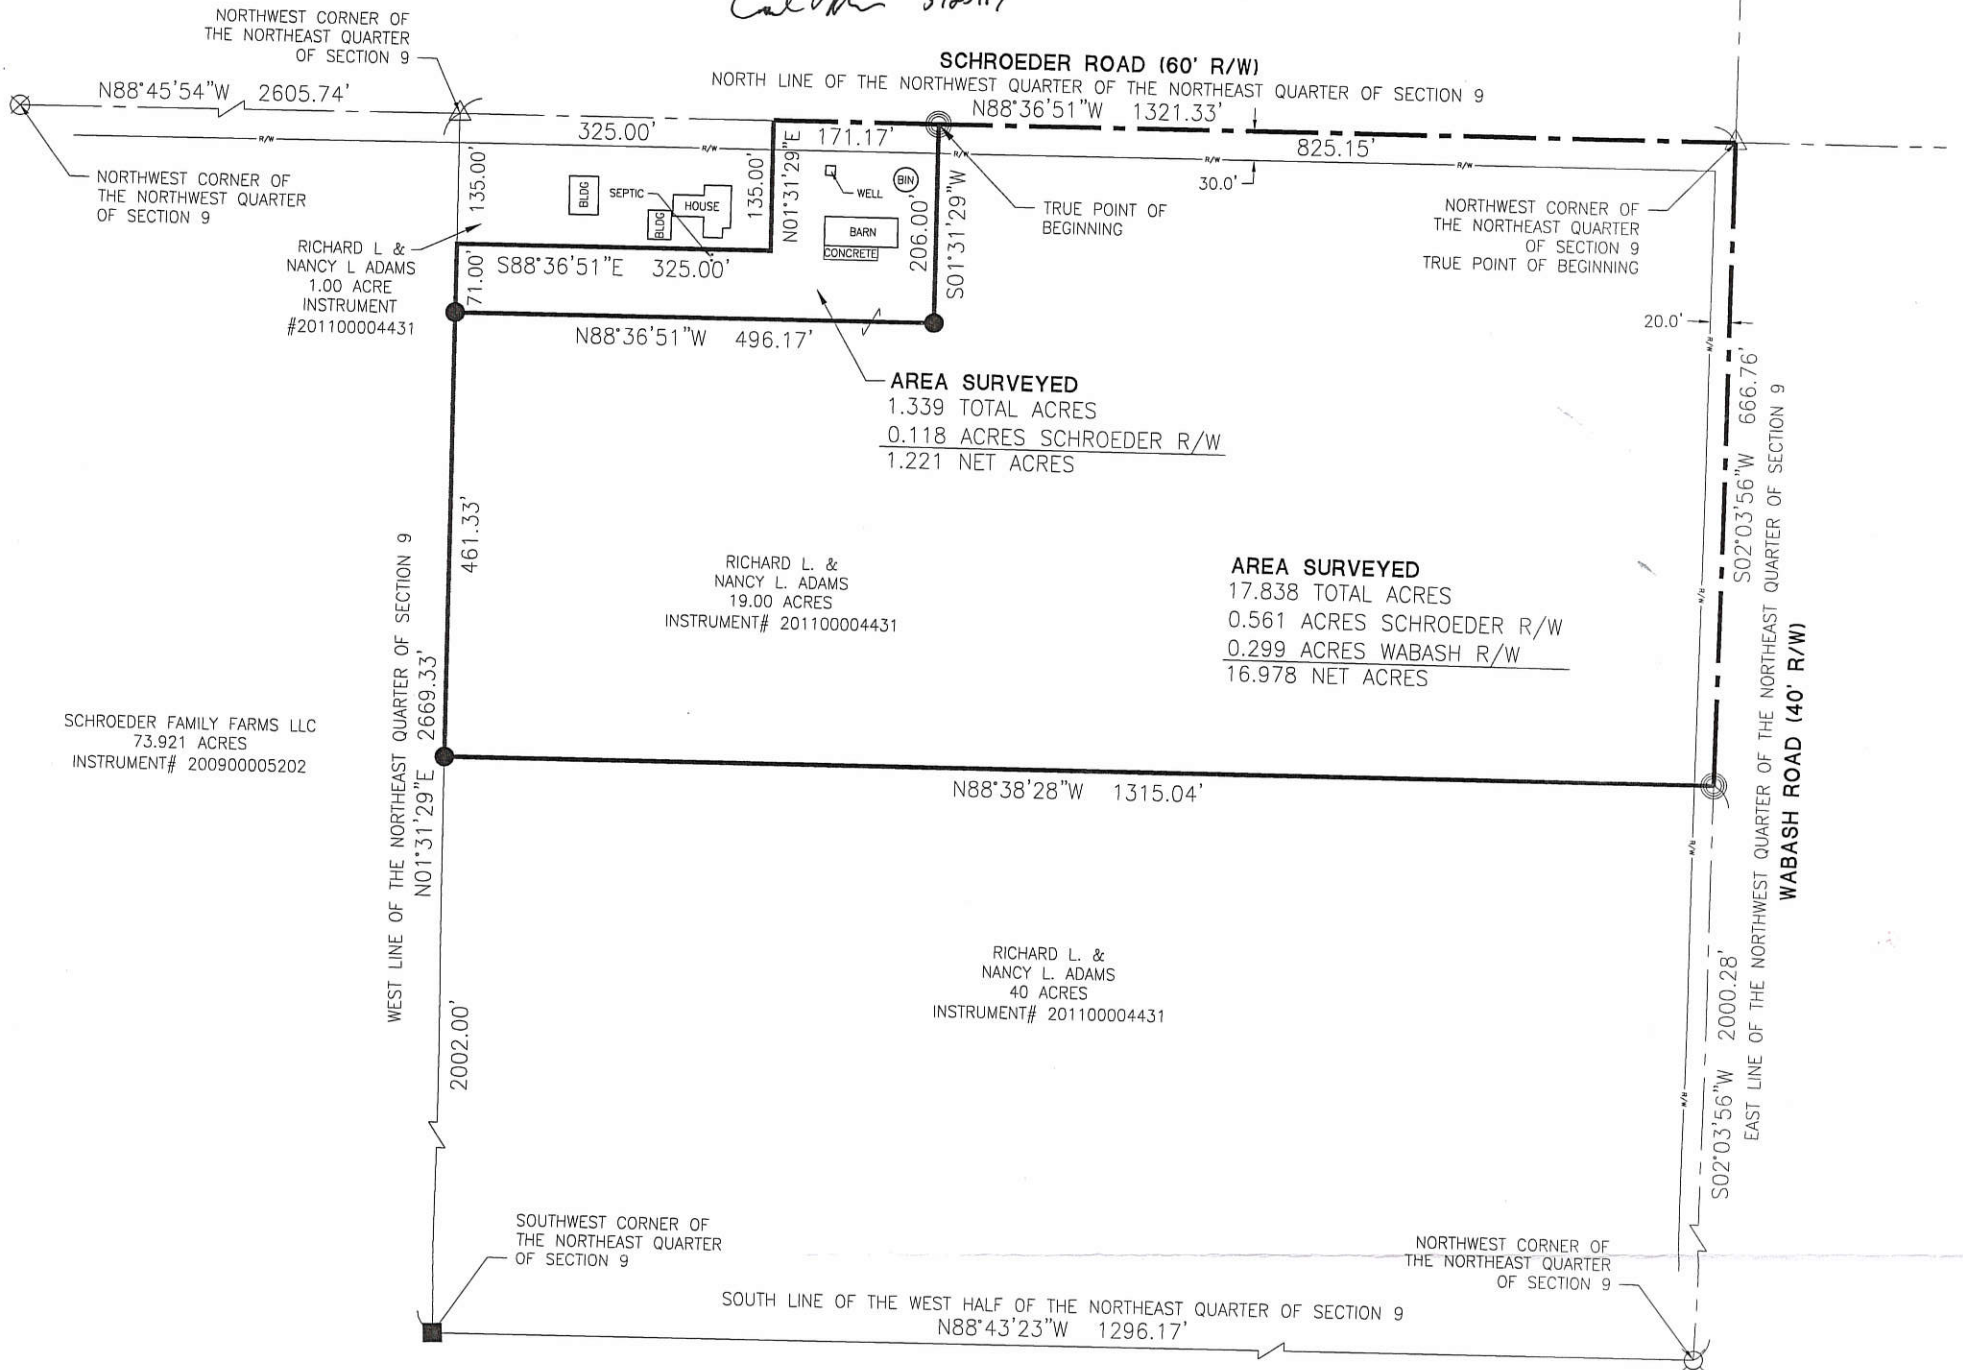 NORTHWEST CORNER OF
THE NORTHEAST QUARTER
OF SECTION 9
SCHROEDER ROAD (60' R/W)
NORTH LINE OF THE NORTHWEST QUARTER OF THE NORTHEAST QUARTER OF SECTION 9
N88°36'51"W 1321.33'
N88°45'54"W 2605.74'
325.00'
171.17'
825.15'
R/W
R/W
R/W
R/W
R/W
30.0'
NORTHWEST CORNER OF
THE NORTHWEST QUARTER
OF SECTION 9
135.00'
BLDG
SEPTIC
BLDG
HOUSE
135.00'
N01°31'29"E
WELL
BIN
BARN
CONCRETE
206.00'
S01°31'29"W
TRUE POINT OF
BEGINNING
NORTHWEST CORNER OF
THE NORTHEAST QUARTER
OF SECTION 9
TRUE POINT OF BEGINNING
RICHARD L &
NANCY L ADAMS
1.00 ACRE
INSTRUMENT
#201100004431
71.00'
S88°36'51"E 325.00'
N88°36'51"W 496.17'
20.0'
R/W
AREA SURVEYED
1.339 TOTAL ACRES
0.118 ACRES SCHROEDER R/W
1.221 NET ACRES
S02°03'56"W 666.76'
461.33'
RICHARD L. &
NANCY L. ADAMS
19.00 ACRES
INSTRUMENT# 201100004431
AREA SURVEYED
17.838 TOTAL ACRES
0.561 ACRES SCHROEDER R/W
0.299 ACRES WABASH R/W
16.978 NET ACRES
R/W
WEST LINE OF THE NORTHEAST QUARTER OF SECTION 9
N01°31'29"E 2669.33'
EAST LINE OF THE NORTHWEST QUARTER OF THE NORTHEAST QUARTER OF SECTION 9
WABASH ROAD (40' R/W)
SCHROEDER FAMILY FARMS LLC
73.921 ACRES
INSTRUMENT# 200900005202
N88°38'28"W 1315.04'
R/W
RICHARD L. &
NANCY L. ADAMS
40 ACRES
INSTRUMENT# 201100004431
2002.00'
S02°03'56"W 2000.28'
R/W
SOUTHWEST CORNER OF
THE NORTHEAST QUARTER
OF SECTION 9
NORTHWEST CORNER OF
THE NORTHEAST QUARTER
OF SECTION 9
SOUTH LINE OF THE WEST HALF OF THE NORTHEAST QUARTER OF SECTION 9
N88°43'23"W 1296.17'